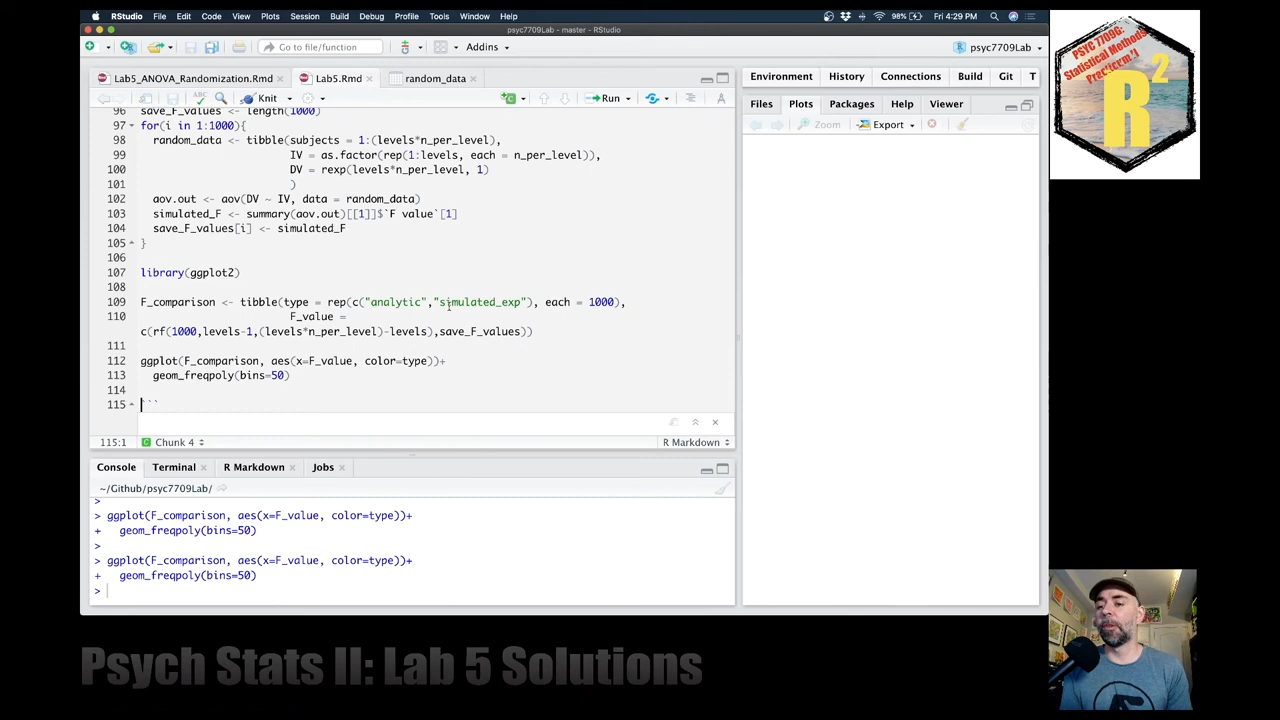 RStudio File Edit Code View Plots Session Build Debug Profile Tools Window Help 98% Fri 4:29 PM
psyc7709Lab - master - RStudio
Go to file/function Addins psyc7709Lab
Lab5_ANOVA_Randomization.Rmd Lab5.Rmd random_data
Knit Run
96 save_F_values <- length(1000)
97 for(i in 1:1000){
98 random_data <- tibble(subjects = 1:(levels*n_per_level),
99 IV = as.factor(rep(1:levels, each = n_per_level)),
100 DV = rexp(levels*n_per_level, 1)
101 )
102 aov.out <- aov(DV ~ IV, data = random_data)
103 simulated_F <- summary(aov.out)[[1]]$`F value`[1]
104 save_F_values[i] <- simulated_F
105 }
106
107 library(ggplot2)
108
109 F_comparison <- tibble(type = rep(c("analytic","simulated_exp"), each = 1000),
110 F_value =
c(rf(1000,levels-1,(levels*n_per_level)-levels),save_F_values))
111
112 ggplot(F_comparison, aes(x=F_value, color=type))+
113 geom_freqpoly(bins=50)
114
115 ```
115:1 Chunk 4 R Markdown
Console Terminal R Markdown Jobs
~/Github/psyc7709Lab/
>
> ggplot(F_comparison, aes(x=F_value, color=type))+
+ geom_freqpoly(bins=50)
>
> ggplot(F_comparison, aes(x=F_value, color=type))+
+ geom_freqpoly(bins=50)
>
Environment History Connections Build Git T
Files Plots Packages Help Viewer
Zoom Export
PSYC 7709G:
Statistical Methods
Practicum I
R2
Psych Stats II: Lab 5 Solutions